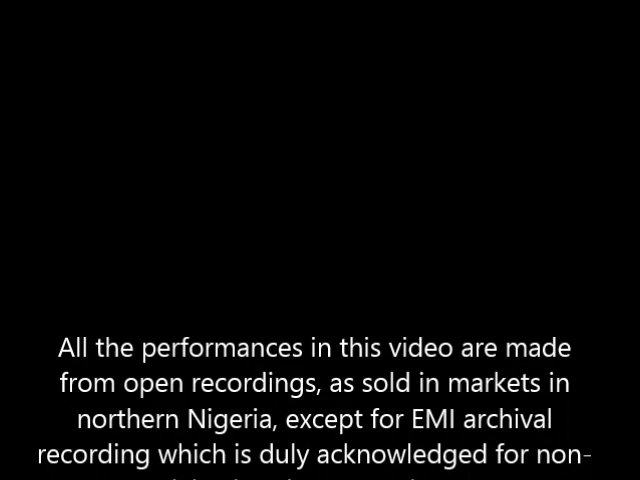 All the performances in this video are made
from open recordings, as sold in markets in
northern Nigeria, except for EMI archival
recording which is duly acknowledged for non-